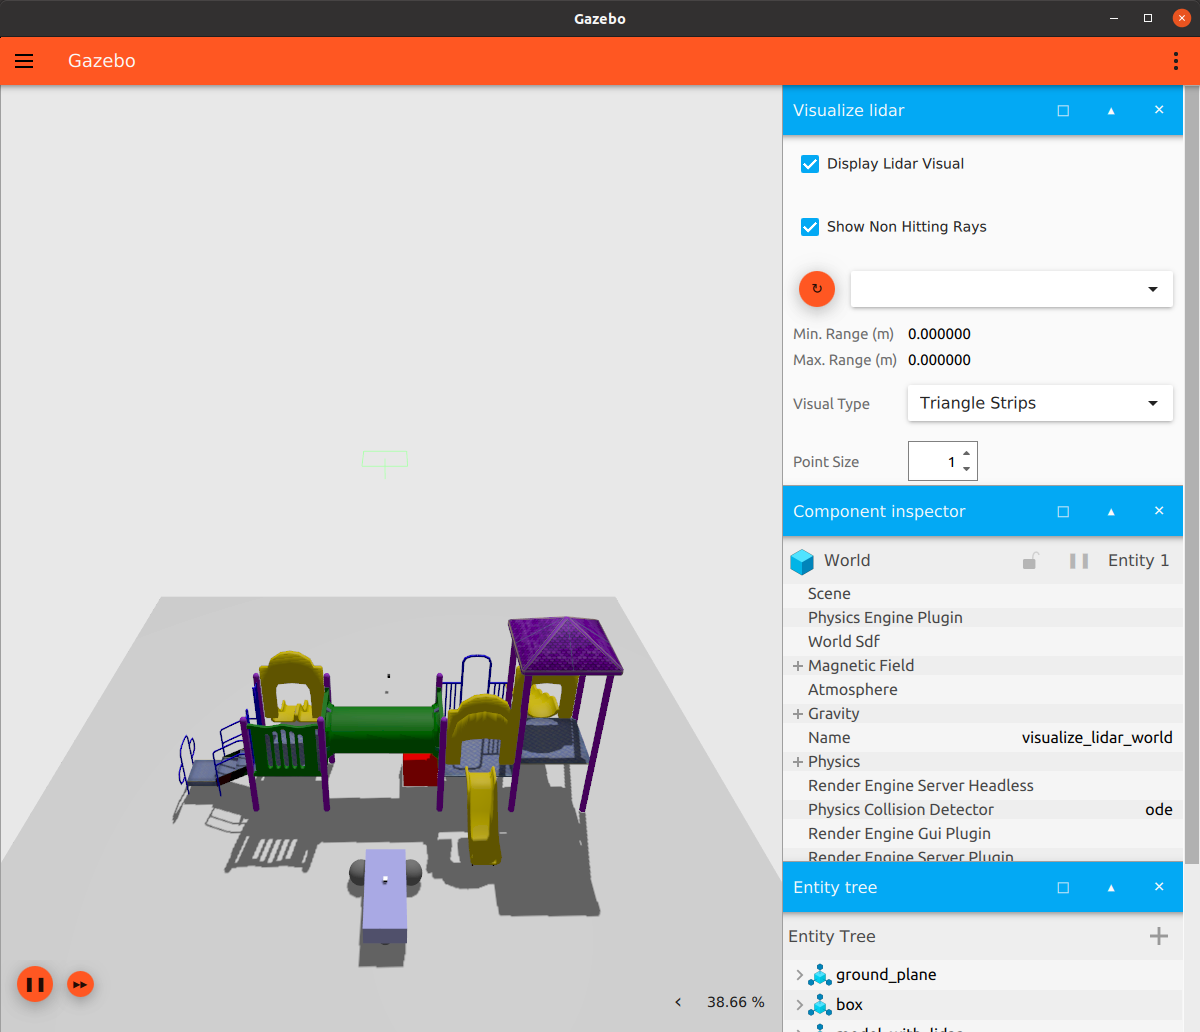 Gazebo
Gazebo
Visualize lidar
Display Lidar Visual
Show Non Hitting Rays
Min. Range (m) 0.000000
Max. Range (m) 0.000000
Visual Type Triangle Strips
Point Size 1
Component inspector
World Entity 1
Scene
Physics Engine Plugin
World Sdf
Magnetic Field
Atmosphere
Gravity
Name visualize_lidar_world
Physics
Render Engine Server Headless
Physics Collision Detector ode
Render Engine Gui Plugin
Render Engine Server Plugin
Entity tree
Entity Tree
ground_plane
box
model_with_lidar
38.66 %